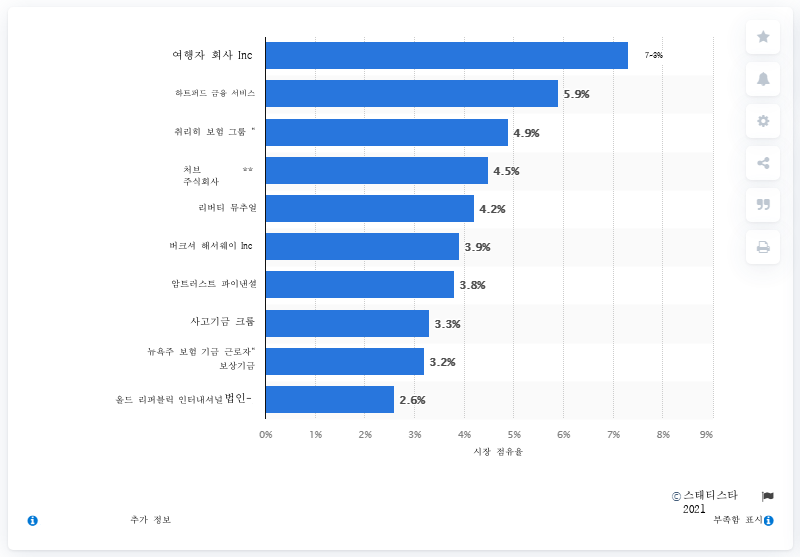 여행자 회사 Inc
7-8%
하트퍼드 금융 서비스
5.9%
취리히 보험 그룹 "
4.9%
처브 **
주식회사
4.5%
리버티 뮤추얼
4.2%
버크셔 해서웨이 Inc
3.9%
암트러스트 파이낸셜
3.8%
사고기금 크룹
3.3%
뉴욕주 보험 기금 근로자"
보상기금
3.2%
올드 리퍼블릭 인터내셔널 법인-
2.6%
0% 1% 2% 3% 4% 5% 6% 7% 8% 9%
시장 점유율
© 스태티스타
2021
추가 정보
부족함 표시